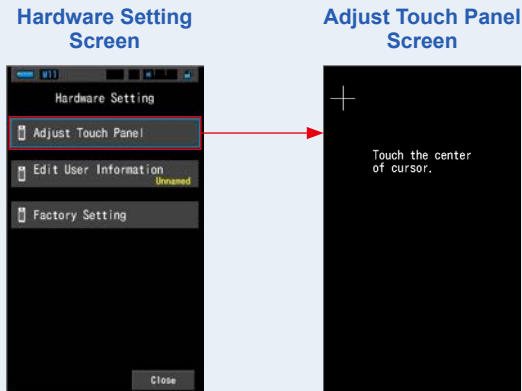 Hardware Setting
Screen
Adjust Touch Panel
Screen
M11
Hardware Setting
Adjust Touch Panel
Edit User Information
Unnamed
Factory Setting
Close
Touch the center
of cursor.